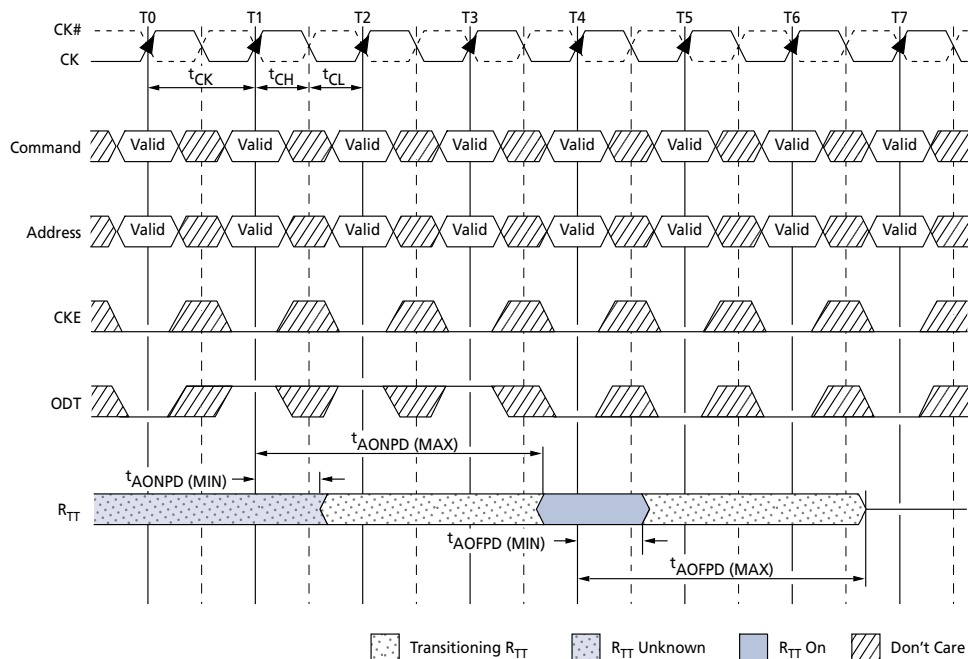 T0 T1 T2 T3 T4 T5 T6 T7
CK#
CK
tCK tCH tCL
Command Valid Valid Valid Valid Valid Valid Valid Valid
Address Valid Valid Valid Valid Valid Valid Valid Valid
CKE
ODT
tAONPD (MAX)
tAONPD (MIN)
RTT
tAOFPD (MIN)
tAOFPD (MAX)
Transitioning RTT RTT Unknown RTT On Don't Care